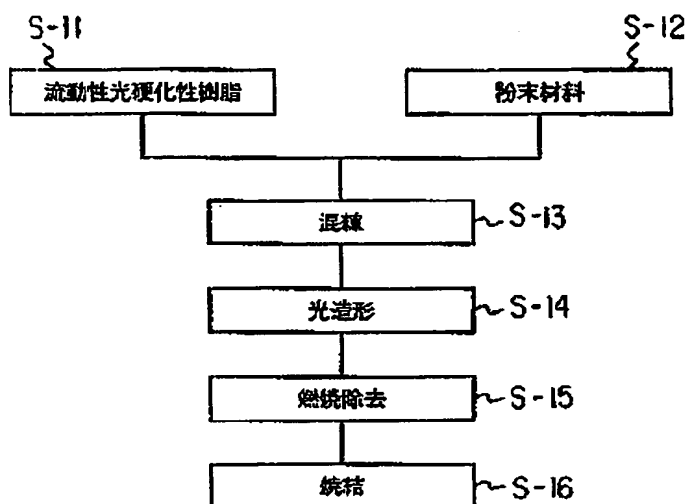 S-11
S-12
流動性光硬化性樹脂
粉末材料
混練
S-13
光造形
S-14
燃焼除去
S-15
焼結
S-16